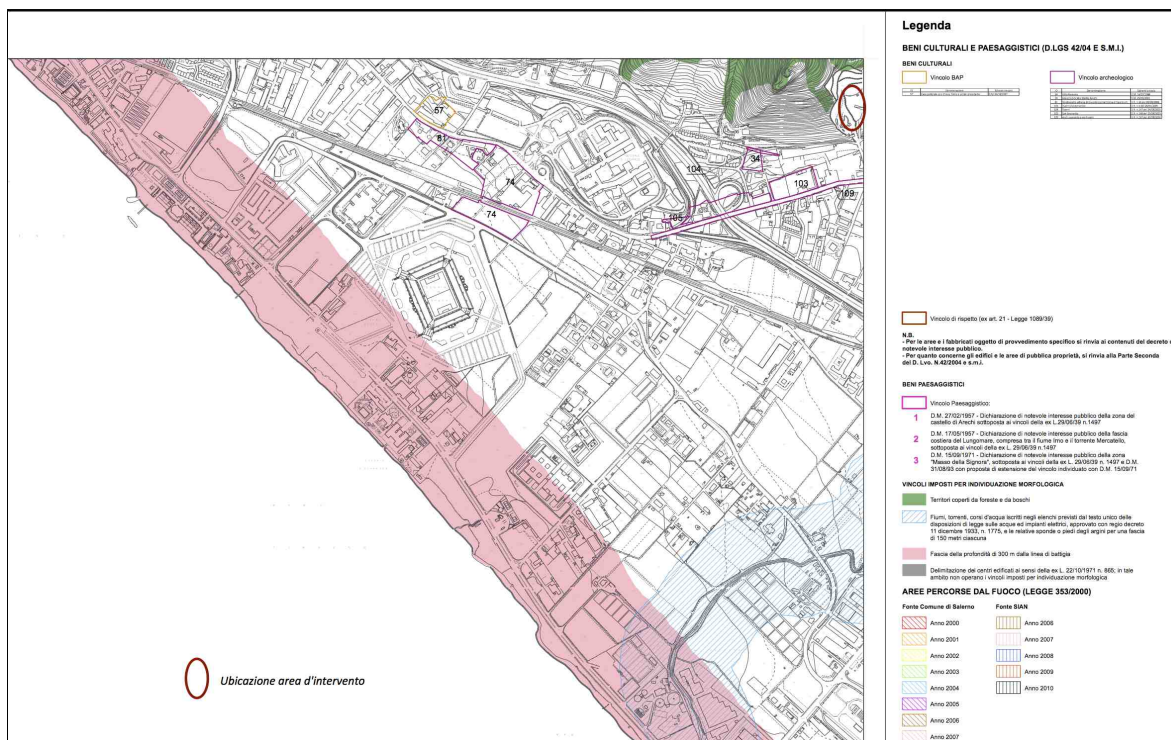 57
81
74
74
34
104
103
109
105
Ubicazione area d'intervento
Legenda
BENI CULTURALI E PAESAGGISTICI (D.LGS 42/04 E S.M.I.)
BENI CULTURALI
Vincolo BAP
Vincolo archeologico
Vincolo di rispetto (ex art. 21 - Legge 1089/39)
N.B.
- Per le aree e i fabbricati oggetto di provvedimento specifico si rinvia ai contenuti del decreto
notevole interesse pubblico.
- Per quanto concerne gli edifici e le aree di pubblica proprietà, si rinvia alla Parte Seconda
del D. Lvo. N.42/2004 e s.m.i.
BENI PAESAGGISTICI
Vincolo Paesaggistico:
1 D.M. 27/02/1957 - Dichiarazione di notevole interesse pubblico della zona del
castello di Arechi sottoposta ai vincoli della ex L.29/06/39 n.1497
2 D.M. 17/05/1957 - Dichiarazione di notevole interesse pubblico della fascia
costiera del Lungomare, compresa tra il fiume Irno e il torrente Mercatello,
sottoposta ai vincoli della ex L. 29/06/39 n.1497
3 D.M. 15/09/1971 - Dichiarazione di notevole interesse pubblico della zona
"Masso della Signora", sottoposta ai vincoli della ex L. 29/06/39 n. 1497 e D.M.
31/08/93 con proposta di estensione del vincolo individuato con D.M. 15/09/71
VINCOLI IMPOSTI PER INDIVIDUAZIONE MORFOLOGICA
Territori coperti da foreste e da boschi
Fiumi, torrenti, corsi d'acqua iscritti negli elenchi previsti dal testo unico delle
disposizioni di legge sulle acque ed impianti elettrici, approvato con regio decreto
11 dicembre 1933, n. 1775, e le relative sponde o piedi degli argini per una fascia
di 150 metri ciascuna
Fascia della profondità di 300 m dalla linea di battigia
Delimitazione dei centri edificati ai sensi della ex L. 22/10/1971 n. 865; in tale
ambito non operano i vincoli imposti per individuazione morfologica
AREE PERCORSE DAL FUOCO (LEGGE 353/2000)
Fonte Comune di Salerno
Fonte SIAN
Anno 2000
Anno 2006
Anno 2001
Anno 2007
Anno 2002
Anno 2008
Anno 2003
Anno 2009
Anno 2004
Anno 2010
Anno 2005
Anno 2006
Anno 2007